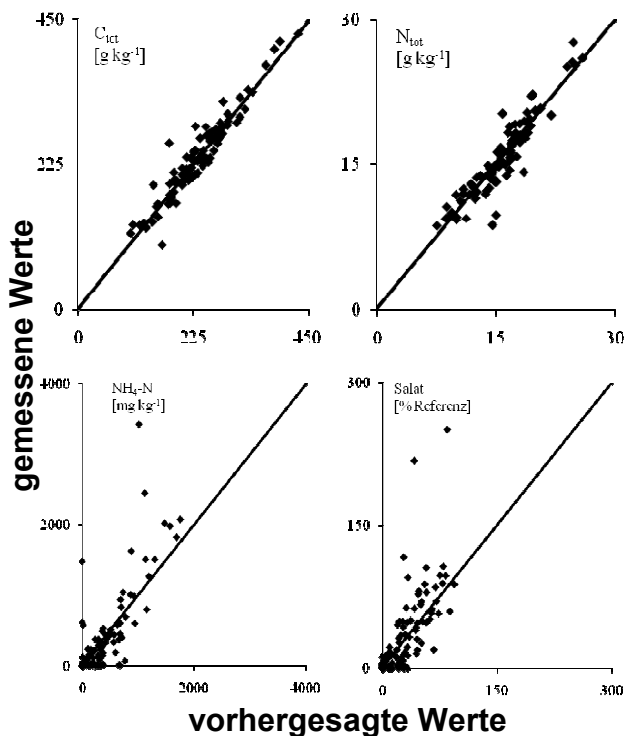 gemessene Werte
450
C tot
[g kg-1]
225
0
0 225 450
30
N tot
[g kg-1]
15
0
0 15 30
4000
NH4-N
[mg kg-1]
2000
0
0 2000 4000
300
Salat
[% Referenz]
150
0
0 150 300
vorhergesagte Werte